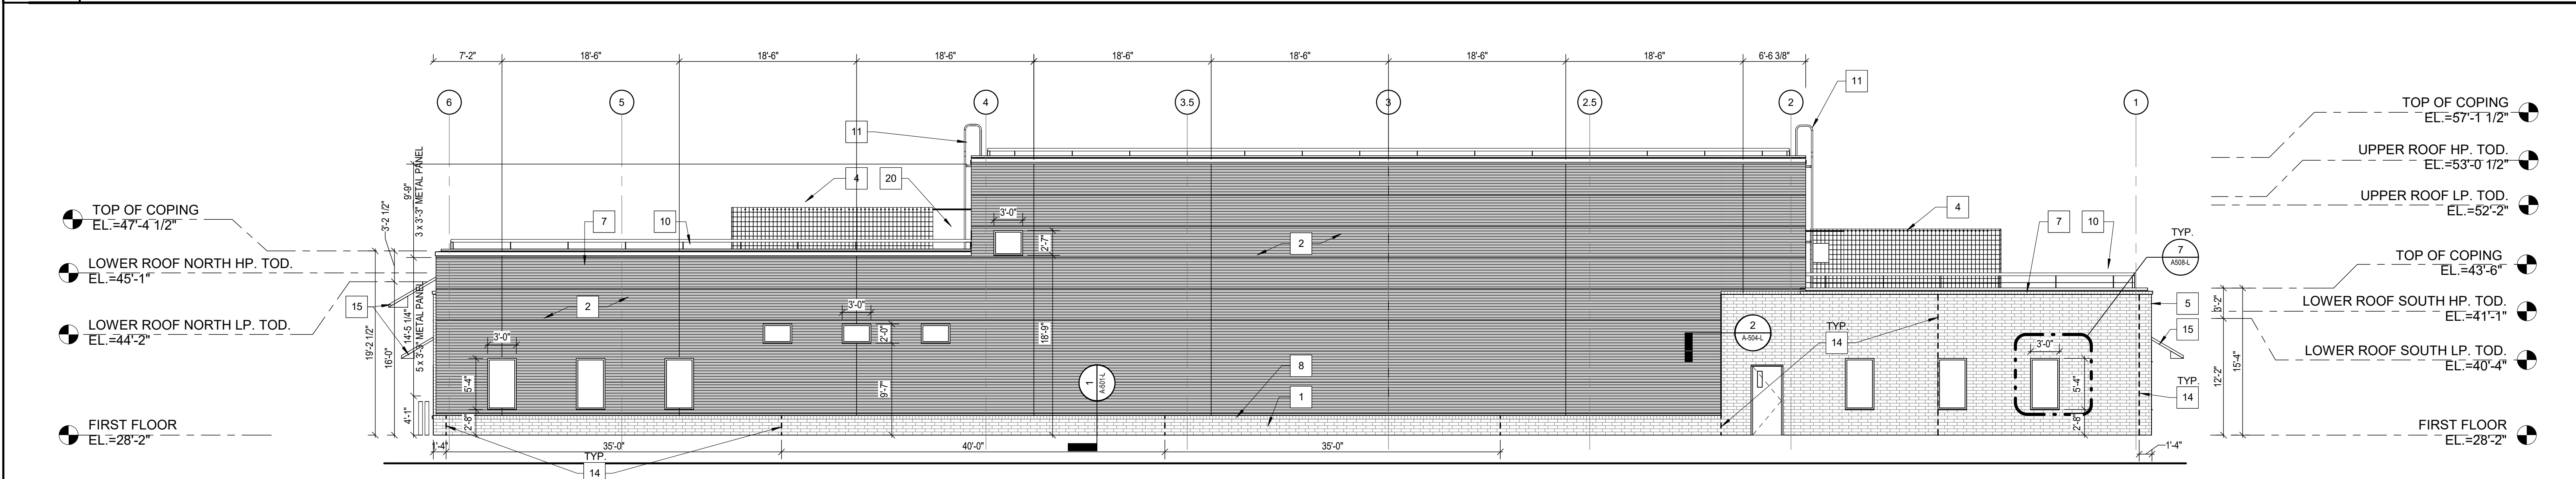 7'-2"
18'-6"
18'-6"
18'-6"
18'-6"
18'-6"
18'-6"
18'-6"
6'-6 3/8"
6
5
4
3.5
3
2.5
2
1
11
11
TOP OF COPING
EL.=57'-1 1/2"
UPPER ROOF HP. TOD.
EL.=53'-0 1/2"
UPPER ROOF LP. TOD.
EL.=52'-2"
TOP OF COPING
EL.=43'-6"
LOWER ROOF SOUTH HP. TOD.
EL.=41'-1"
LOWER ROOF SOUTH LP. TOD.
EL.=40'-4"
FIRST FLOOR
EL.=28'-2"
TOP OF COPING
EL.=47'-4 1/2"
LOWER ROOF NORTH HP. TOD.
EL.=45'-1"
LOWER ROOF NORTH LP. TOD.
EL.=44'-2"
FIRST FLOOR
EL.=28'-2"
9'-9"
3 x 3'-3" METAL PANEL
3'-2 1/2"
19'-2 1/2"
16'-0"
14'-5 1/4"
5 x 3'-3" METAL PANEL
4'-1"
15
4
20
7
10
2
3'-0"
2'-7"
2
3'-0"
5'-4"
2'-8"
3'-0"
2'-0"
9'-7"
18'-9"
1
A-501-L
8
1
2
A-504-L
TYP.
14
4
7
10
TYP.
7
A508-L
5
15
3'-0"
5'-4"
2'-8"
TYP.
14
3'-2"
12'-2"
15'-4"
1'-4"
1'-4"
35'-0"
40'-0"
35'-0"
TYP.
14